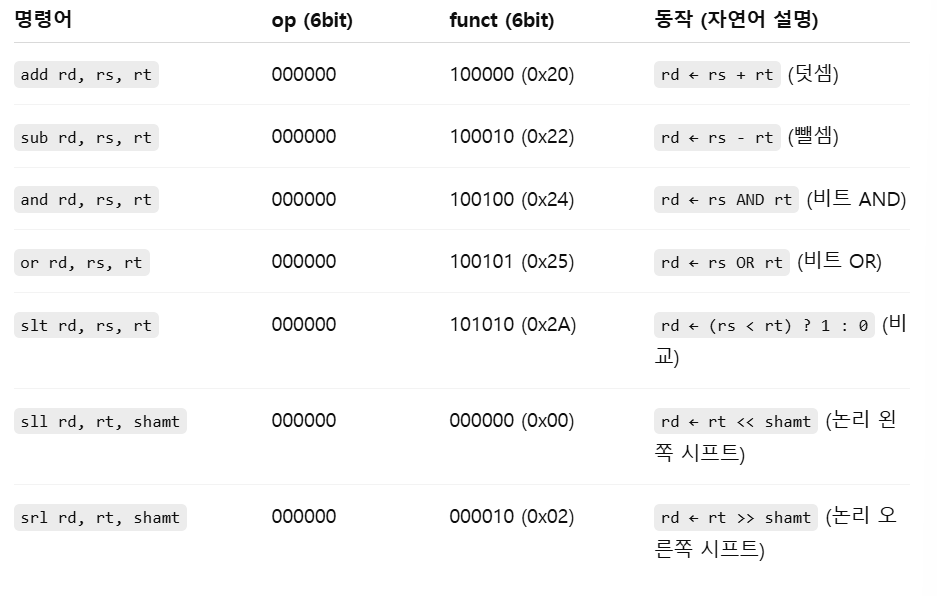 명령어 op (6bit) funct (6bit) 동작 (자연어 설명)
add rd, rs, rt 000000 100000 (0x20) rd ← rs + rt (덧셈)
sub rd, rs, rt 000000 100010 (0x22) rd ← rs - rt (뺄셈)
and rd, rs, rt 000000 100100 (0x24) rd ← rs AND rt (비트 AND)
or rd, rs, rt 000000 100101 (0x25) rd ← rs OR rt (비트 OR)
slt rd, rs, rt 000000 101010 (0x2A) rd ← (rs < rt) ? 1 : 0 (비
교)
sll rd, rt, shamt 000000 000000 (0x00) rd ← rt << shamt (논리 왼
쪽 시프트)
srl rd, rt, shamt 000000 000010 (0x02) rd ← rt >> shamt (논리 오
른쪽 시프트)